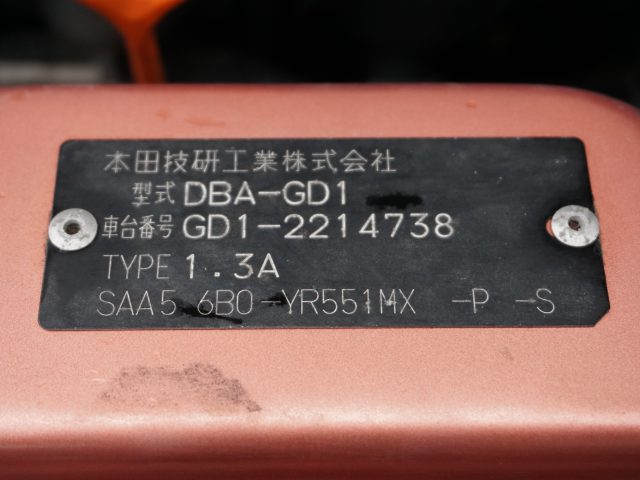 本田技研工業株式会社
型式 DBA-GD1
車台番号 GD1-2214738
TYPE 1.3A
SAA5 6B0-YR551MX -P -S